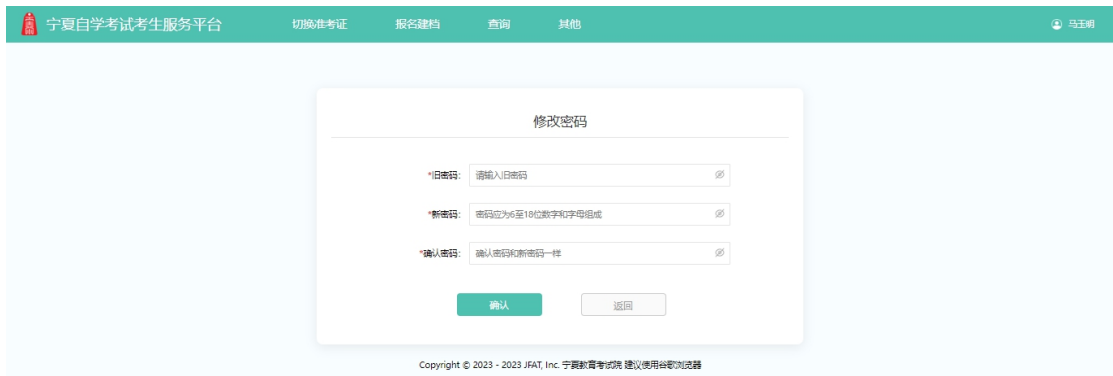 宁夏自学考试考生服务平台 切换准考证 报名建档 查询 其他 马玉明
修改密码
*旧密码: 请输入旧密码
*新密码: 密码应为6至18位数字和字母组成
*确认密码: 确认密码和新密码一样
确认 返回
Copyright © 2023 - 2023 JFAT, Inc. 宁夏教育考试院 建议使用谷歌浏览器